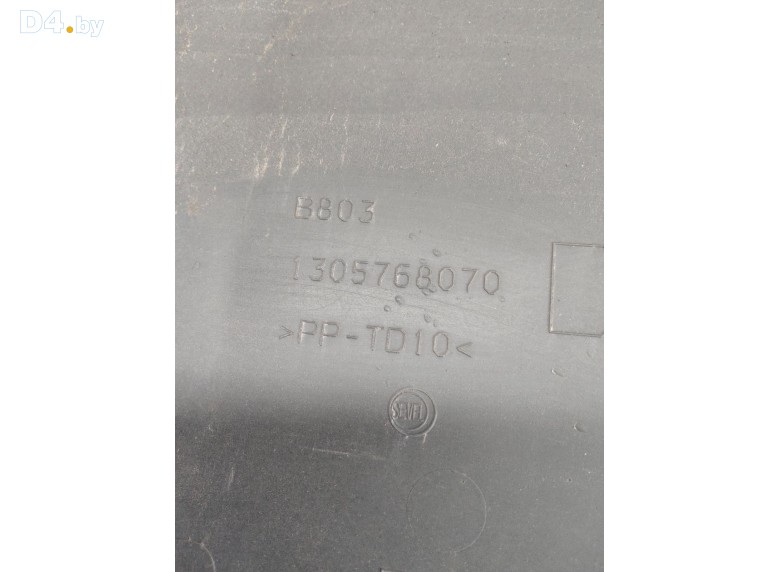 D4.by
B803
1305768070
>PP-TD10<
SEVEL